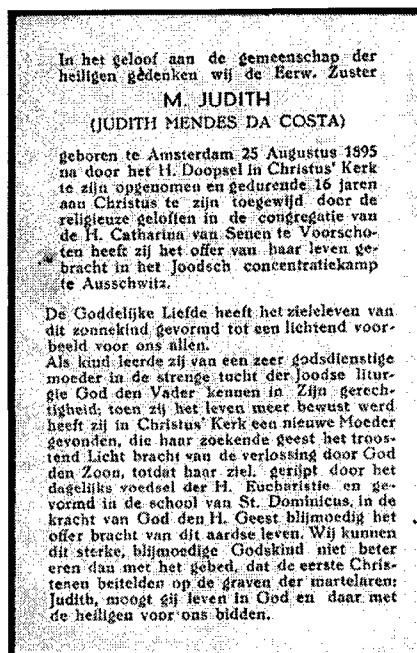 In het geloof aan de gemeenschap der
heiligen gedenken wij de Eerw. Zuster
M. JUDITH
(JUDITH MENDES DA COSTA)
geboren te Amsterdam 25 Augustus 1895
na door het H. Doopsel in Christus' Kerk
te zijn opgenomen en gedurende 16 jaren
aan Christus te zijn toegewijd door de
religieuze geloften in de congregatie van
de H. Catharina van Senen te Voorscho-
ten heeft zij het offer van haar leven ge-
bracht in het Joodsch concentratiekamp
te Ausschwitz.
De Goddelijke Liefde heeft het zieleleven van
dit zonnekind gevormd tot een lichtend voor-
beeld voor ons allen.
Als kind leerde zij van een zeer godsdienstige
moeder in de strenge tucht der Joodse litur-
gie God den Vader kennen in Zijn gerech-
tigheid; toen zij het leven meer bewust werd
heeft zij in Christus' Kerk een nieuwe Moeder
gevonden, die haar zoekende geest het troos-
tend Licht bracht van de verlossing door God
den Zoon, totdat haar ziel, gerijpt door het
dagelijks voedsel der H. Eucharistie en ge-
vormd in de school van St. Dominicus, in de
kracht van God den H. Geest blijmoedig het
offer bracht van dit aardse leven. Wij kunnen
dit sterke, blijmoedige Godskind niet beter
eren dan met het gebed, dat de eerste Chris-
tenen beitelden op de graven der martelaren:
Judith, moogt gij leven in God en daar met
de heiligen voor ons bidden.